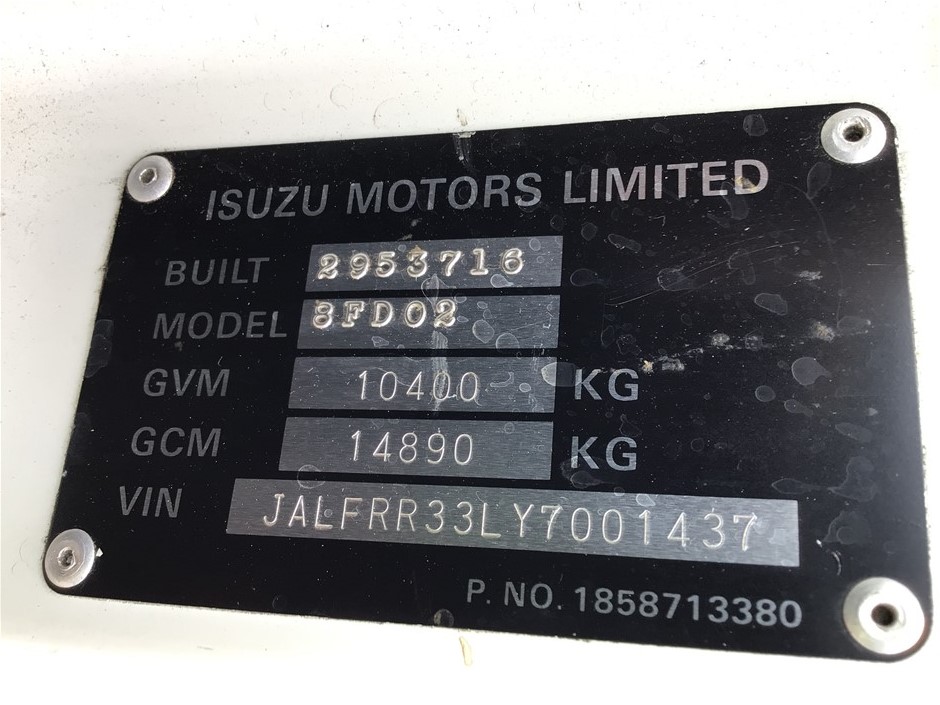 ISUZU MOTORS LIMITED
BUILT 2953716
MODEL 8FD02
GVM 10400 KG
GCM 14890 KG
VIN JALFRR33LY7001437
P. NO. 1858713380